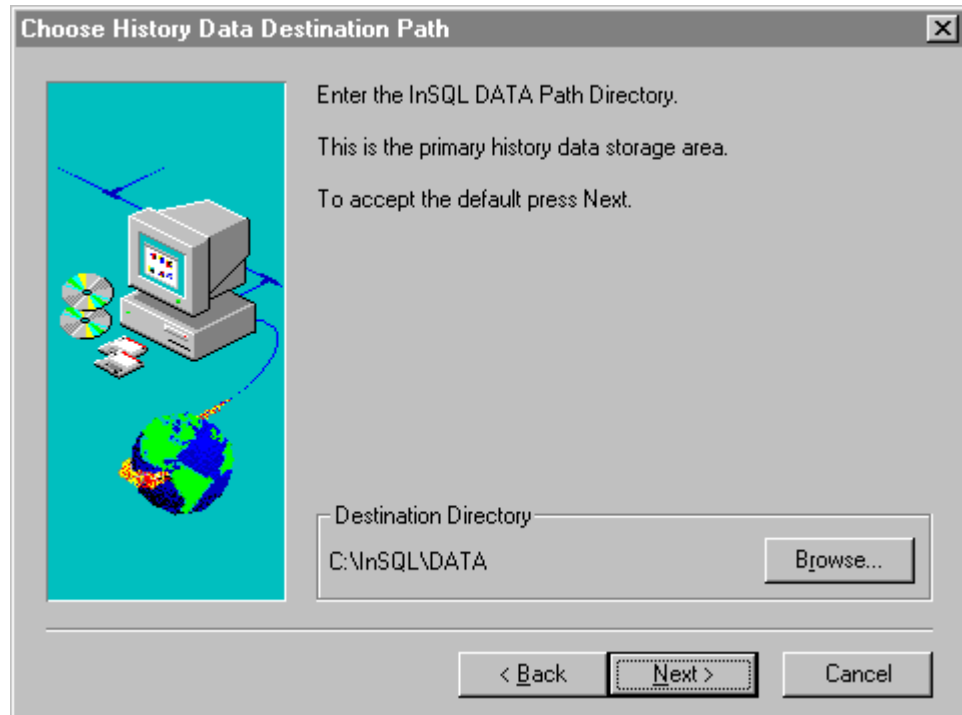 Choose History Data Destination Path
Enter the InSQL DATA Path Directory.
This is the primary history data storage area.
To accept the default press Next.
Destination Directory
C:\InSQL\DATA
Browse...
< Back
Next >
Cancel